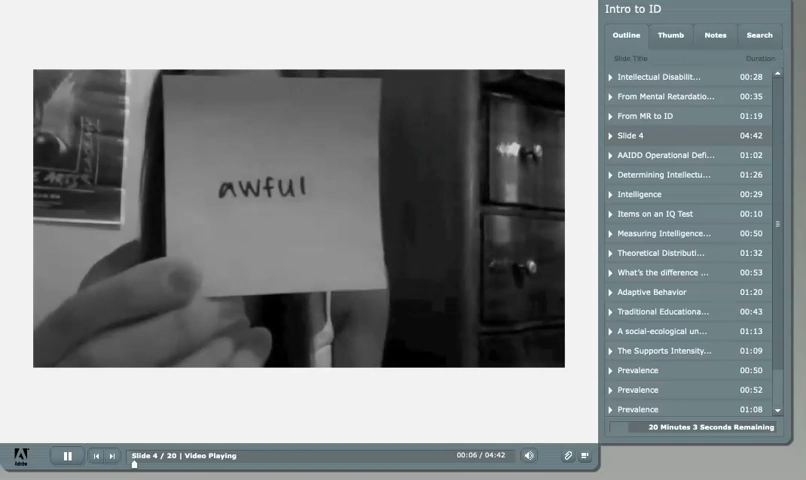 Intro to ID
Outline Thumb Notes Search
Slide Title Duration
Intellectual Disabilit... 00:28
From Mental Retardatio... 00:35
From MR to ID 01:19
Slide 4 04:42
AAIDD Operational Defi... 01:02
Determining Intellectu... 01:26
Intelligence 00:29
Items on an IQ Test 00:10
Measuring Intelligence... 00:50
Theoretical Distributi... 01:32
What's the difference ... 00:53
Adaptive Behavior 01:20
Traditional Educationa... 00:43
A social-ecological un... 01:13
The Supports Intensity... 01:09
Prevalence 00:50
Prevalence 00:52
Prevalence 01:08
20 Minutes 3 Seconds Remaining
awful
Adobe
Slide 4 / 20 | Video Playing 00:06 / 04:42